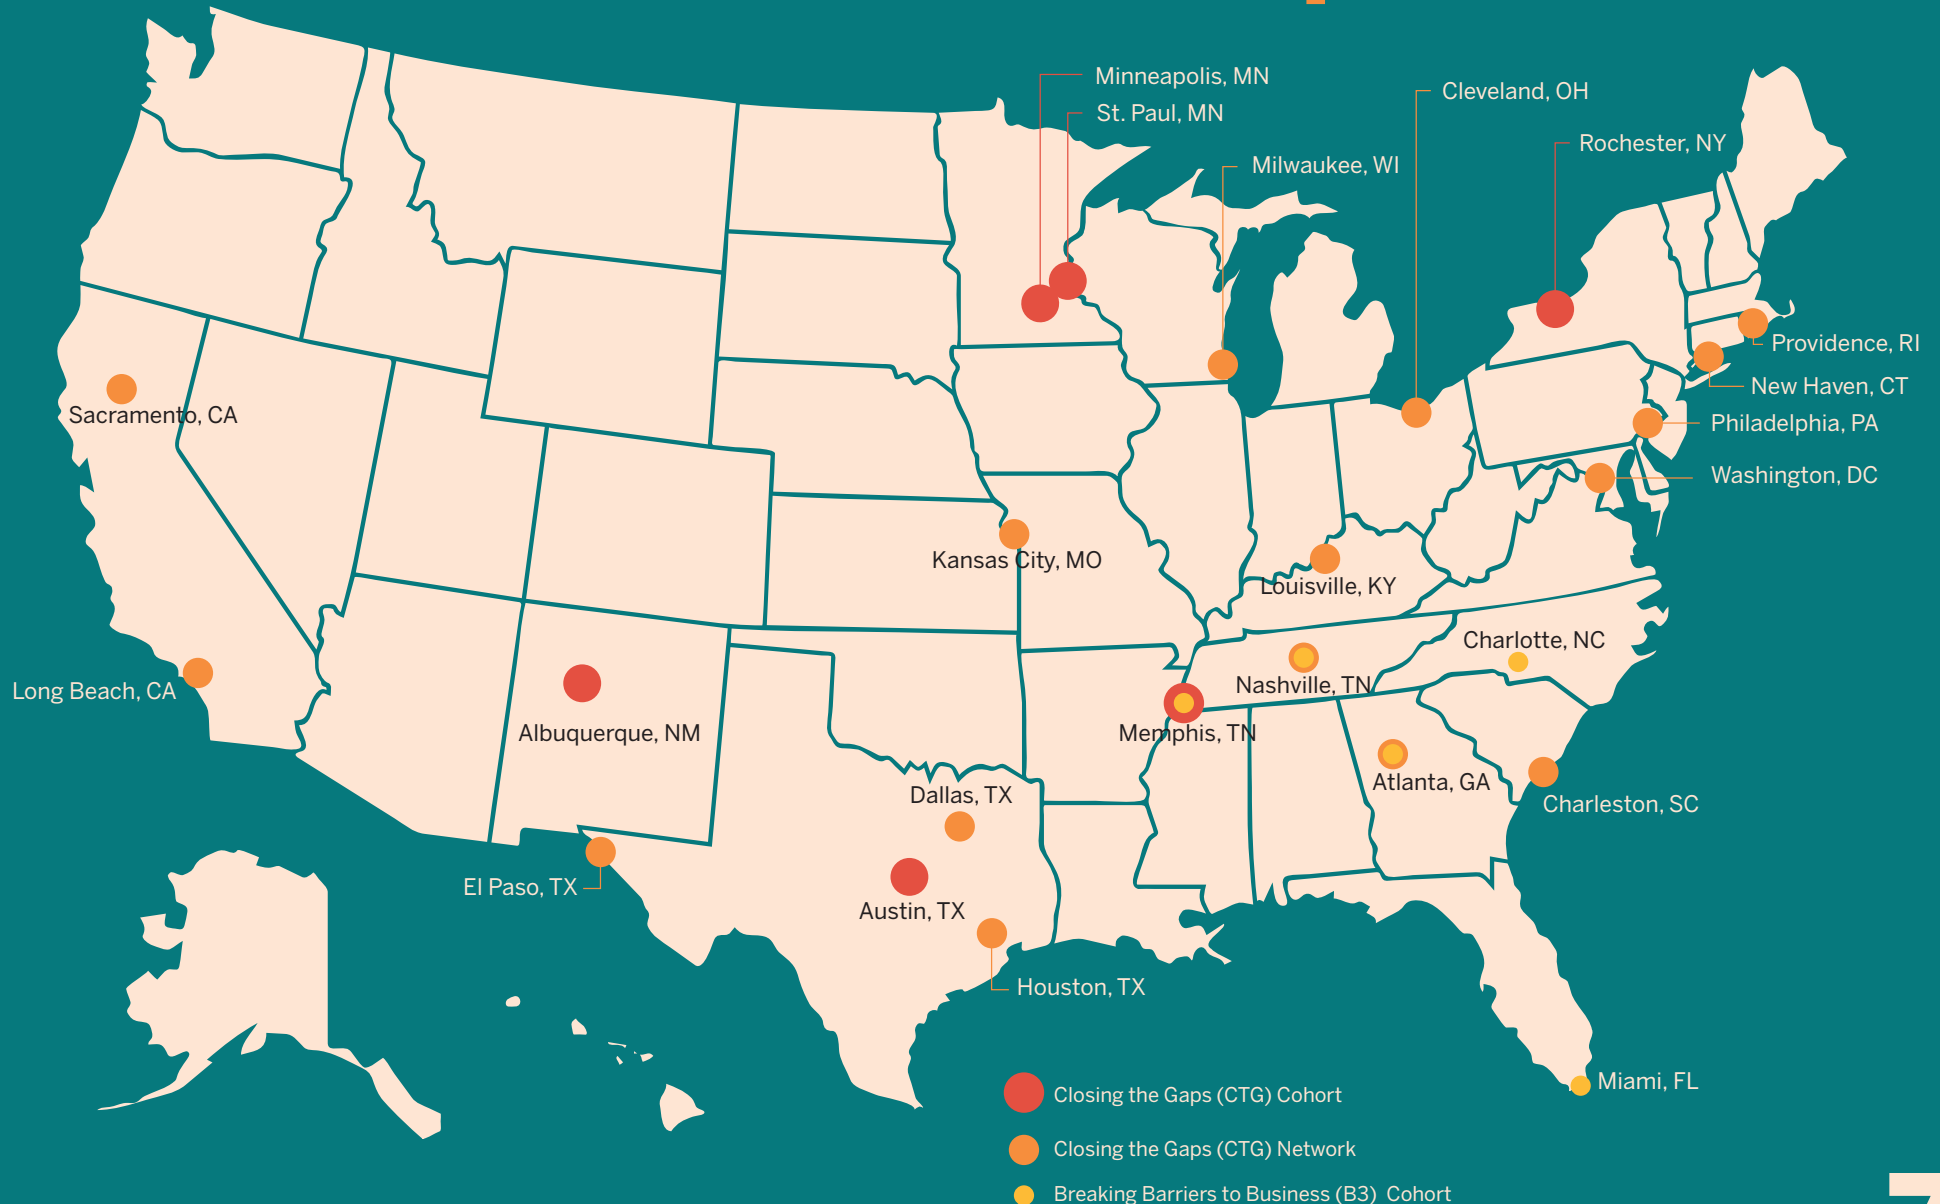 Minneapolis, MN
Cleveland, OH
St. Paul, MN
Rochester, NY
Milwaukee, WI
Providence, RI
New Haven, CT
Sacramento, CA
Philadelphia, PA
Washington, DC
Kansas City, MO
Louisville, KY
Charlotte, NC
Nashville, TN
Long Beach, CA
Albuquerque, NM
Memphis, TN
Atlanta, GA
Dallas, TX
Charleston, SC
El Paso, TX
Austin, TX
Houston, TX
Miami, FL
Closing the Gaps (CTG) Cohort
Closing the Gaps (CTG) Network
Breaking Barriers to Business (B3) Cohort